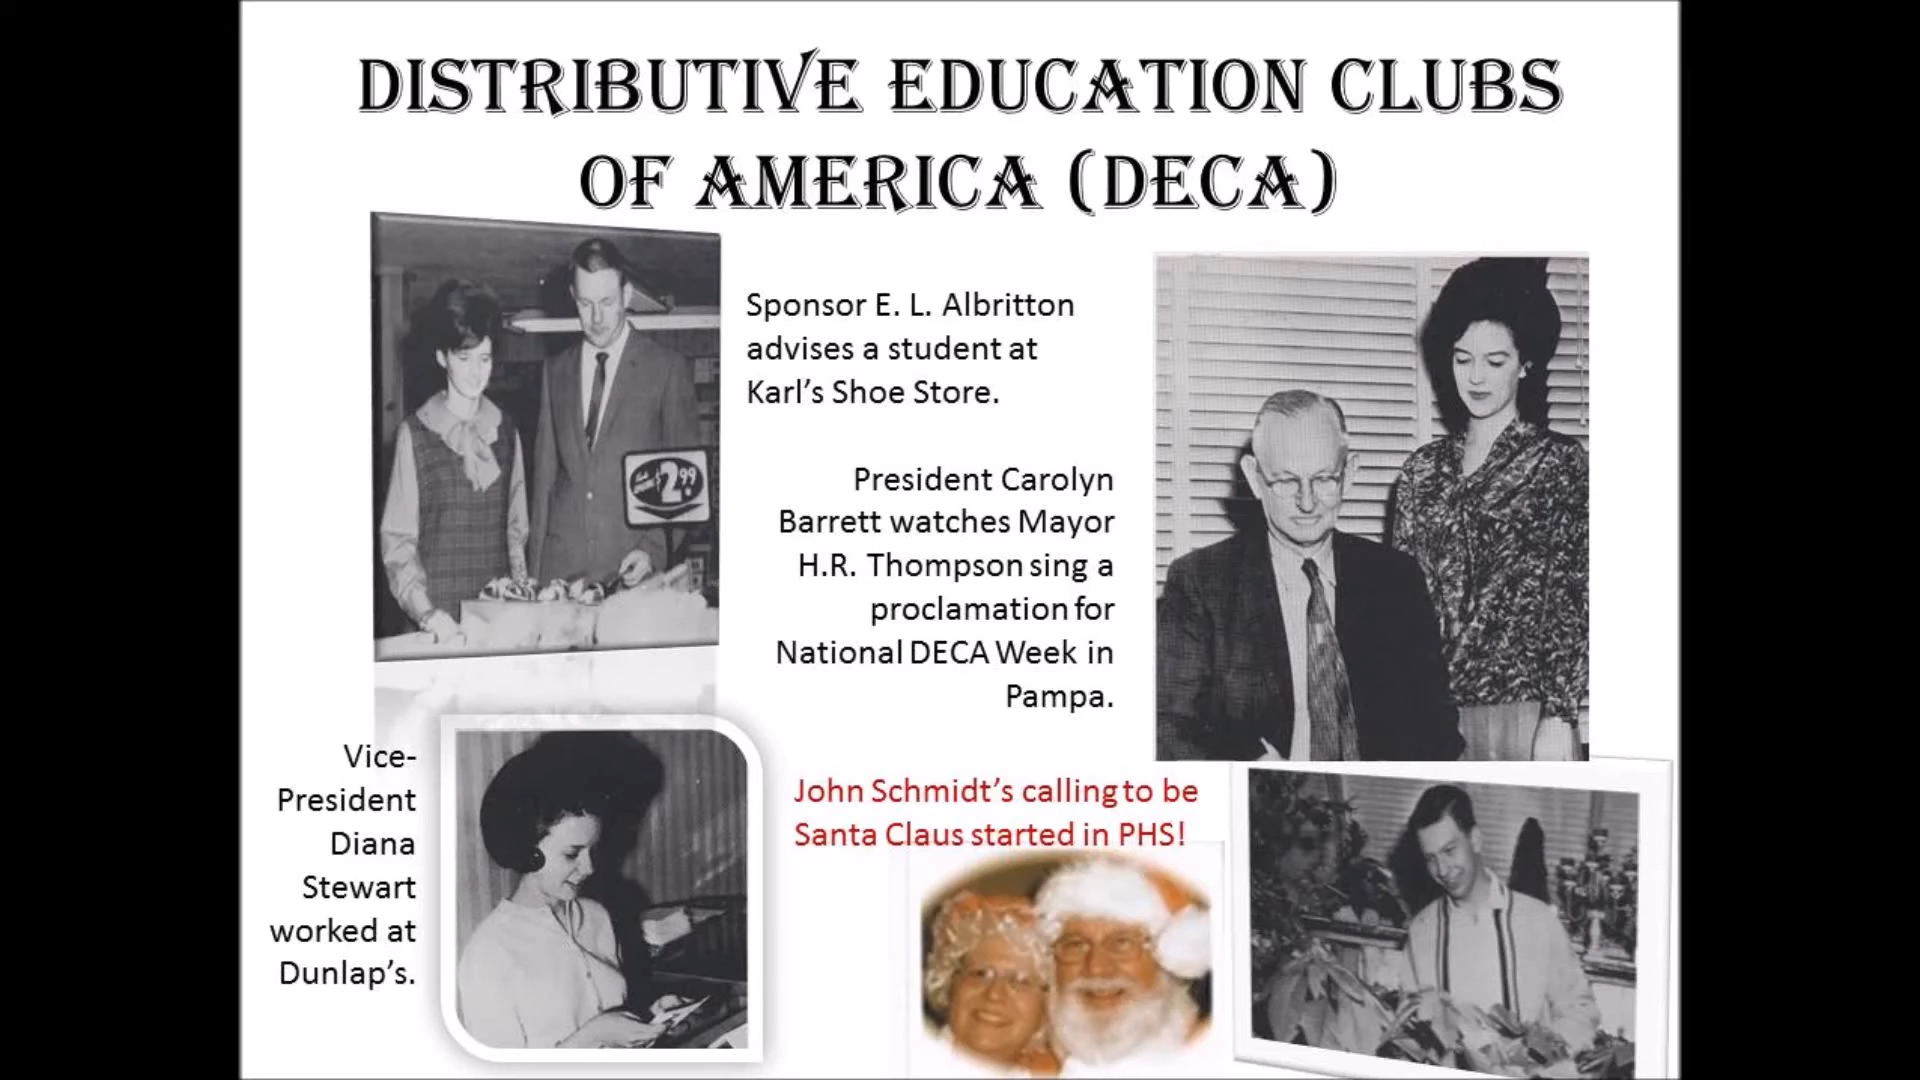 DISTRIBUTIVE EDUCATION CLUBS
OF AMERICA (DECA)
Sponsor E. L. Albritton
advises a student at
Karl's Shoe Store.
$2.99
President Carolyn
Barrett watches Mayor
H.R. Thompson sing a
proclamation for
National DECA Week in
Pampa.
Vice-
President
Diana
Stewart
worked at
Dunlap's.
John Schmidt's calling to be
Santa Claus started in PHS!